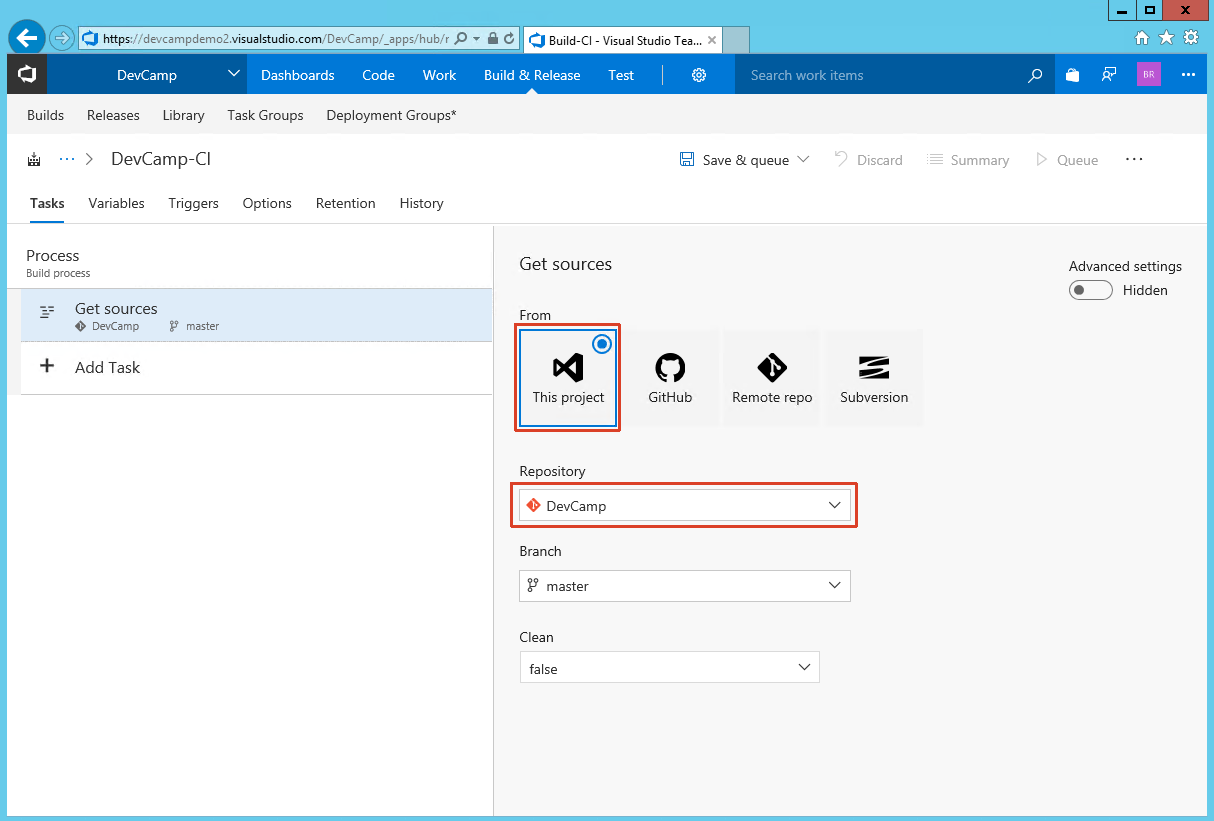 https://devcampdemo2.visualstudio.com/DevCamp/_apps/hub/r
Build-CI - Visual Studio Tea...
DevCamp Dashboards Code Work Build & Release Test Search work items BR
Builds Releases Library Task Groups Deployment Groups*
DevCamp-CI Save & queue Discard Summary Queue
Tasks Variables Triggers Options Retention History
Process
Build process
Get sources
DevCamp master
Add Task
Get sources
Advanced settings
Hidden
From
This project GitHub Remote repo Subversion
Repository
DevCamp
Branch
master
Clean
false